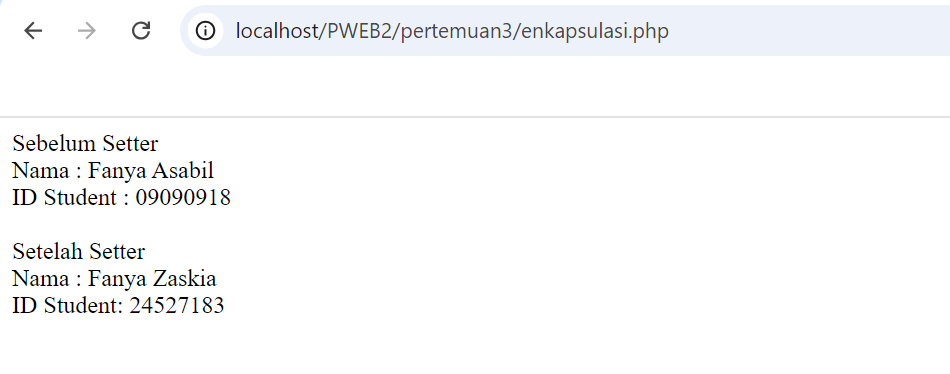 localhost/PWEB2/pertemuan3/enkapsulasi.php
Sebelum Setter
Nama : Fanya Asabil
ID Student : 09090918
Setelah Setter
Nama : Fanya Zaskia
ID Student: 24527183